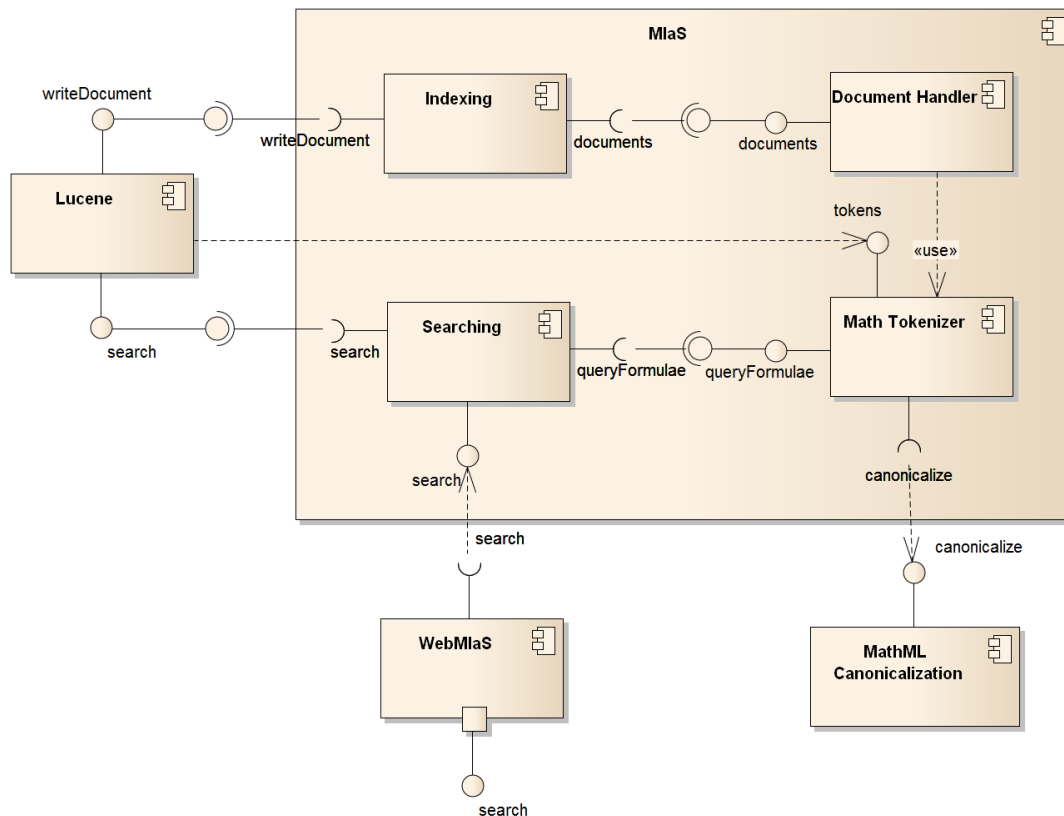 MIaS
writeDocument
Indexing
Document Handler
writeDocument
documents
documents
Lucene
tokens
«use»
Searching
Math Tokenizer
search
search
queryFormulae
queryFormulae
search
canonicalize
search
canonicalize
WebMIaS
MathML
Canonicalization
search